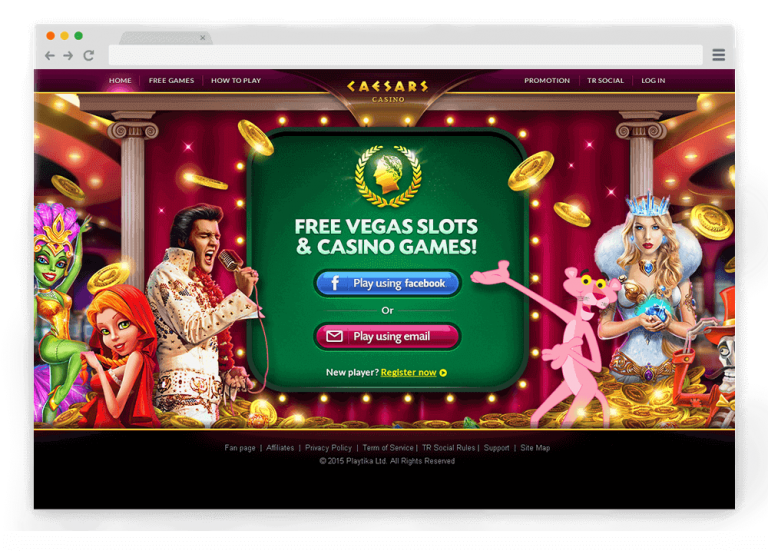 HOME | FREE GAMES | HOW TO PLAY
CAESARS
CASINO
PROMOTION | TR SOCIAL | LOG IN
FREE VEGAS SLOTS
& CASINO GAMES!
f Play using facebook
Or
Play using email
New player? Register now
Fan page | Affiliates | Privacy Policy | Term of Service | TR Social Rules | Support | Site Map
© 2015 Playtika Ltd. All Rights Reserved